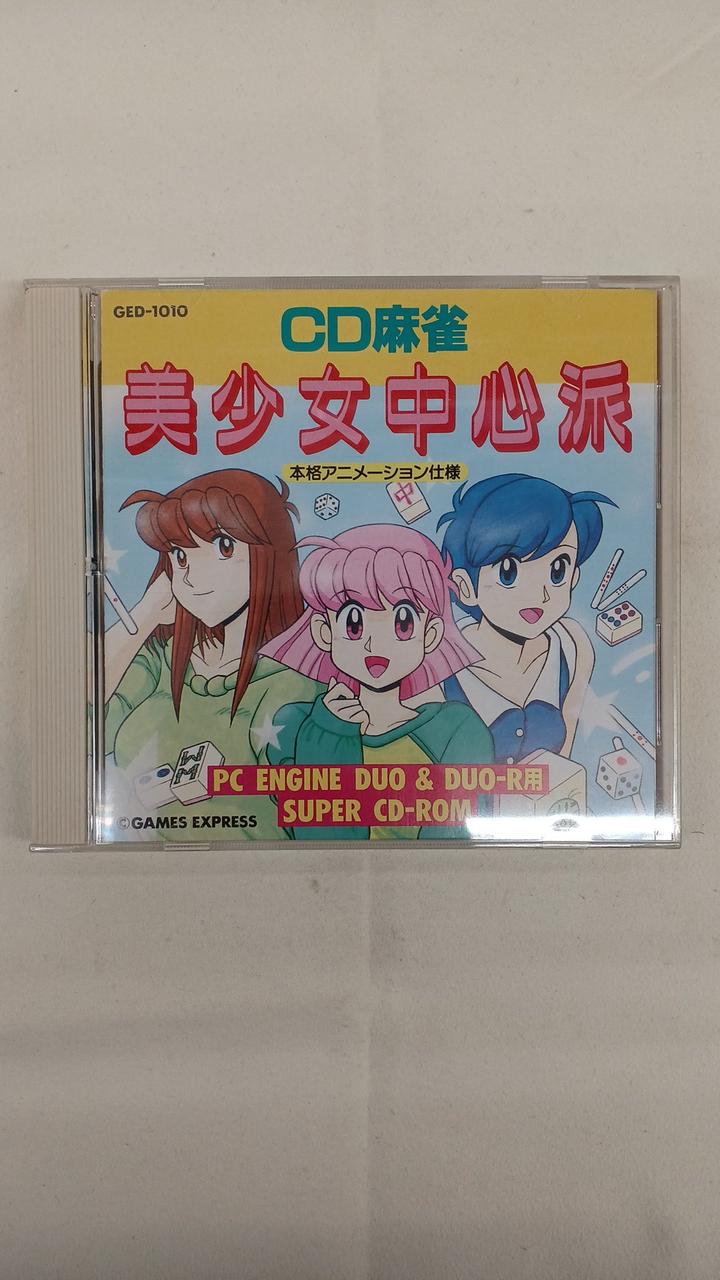 GED-1010
CD麻雀
美少女中心派
本格アニメーション仕様
中
PC ENGINE DUO & DUO-R用
SUPER CD-ROM
©GAMES EXPRESS